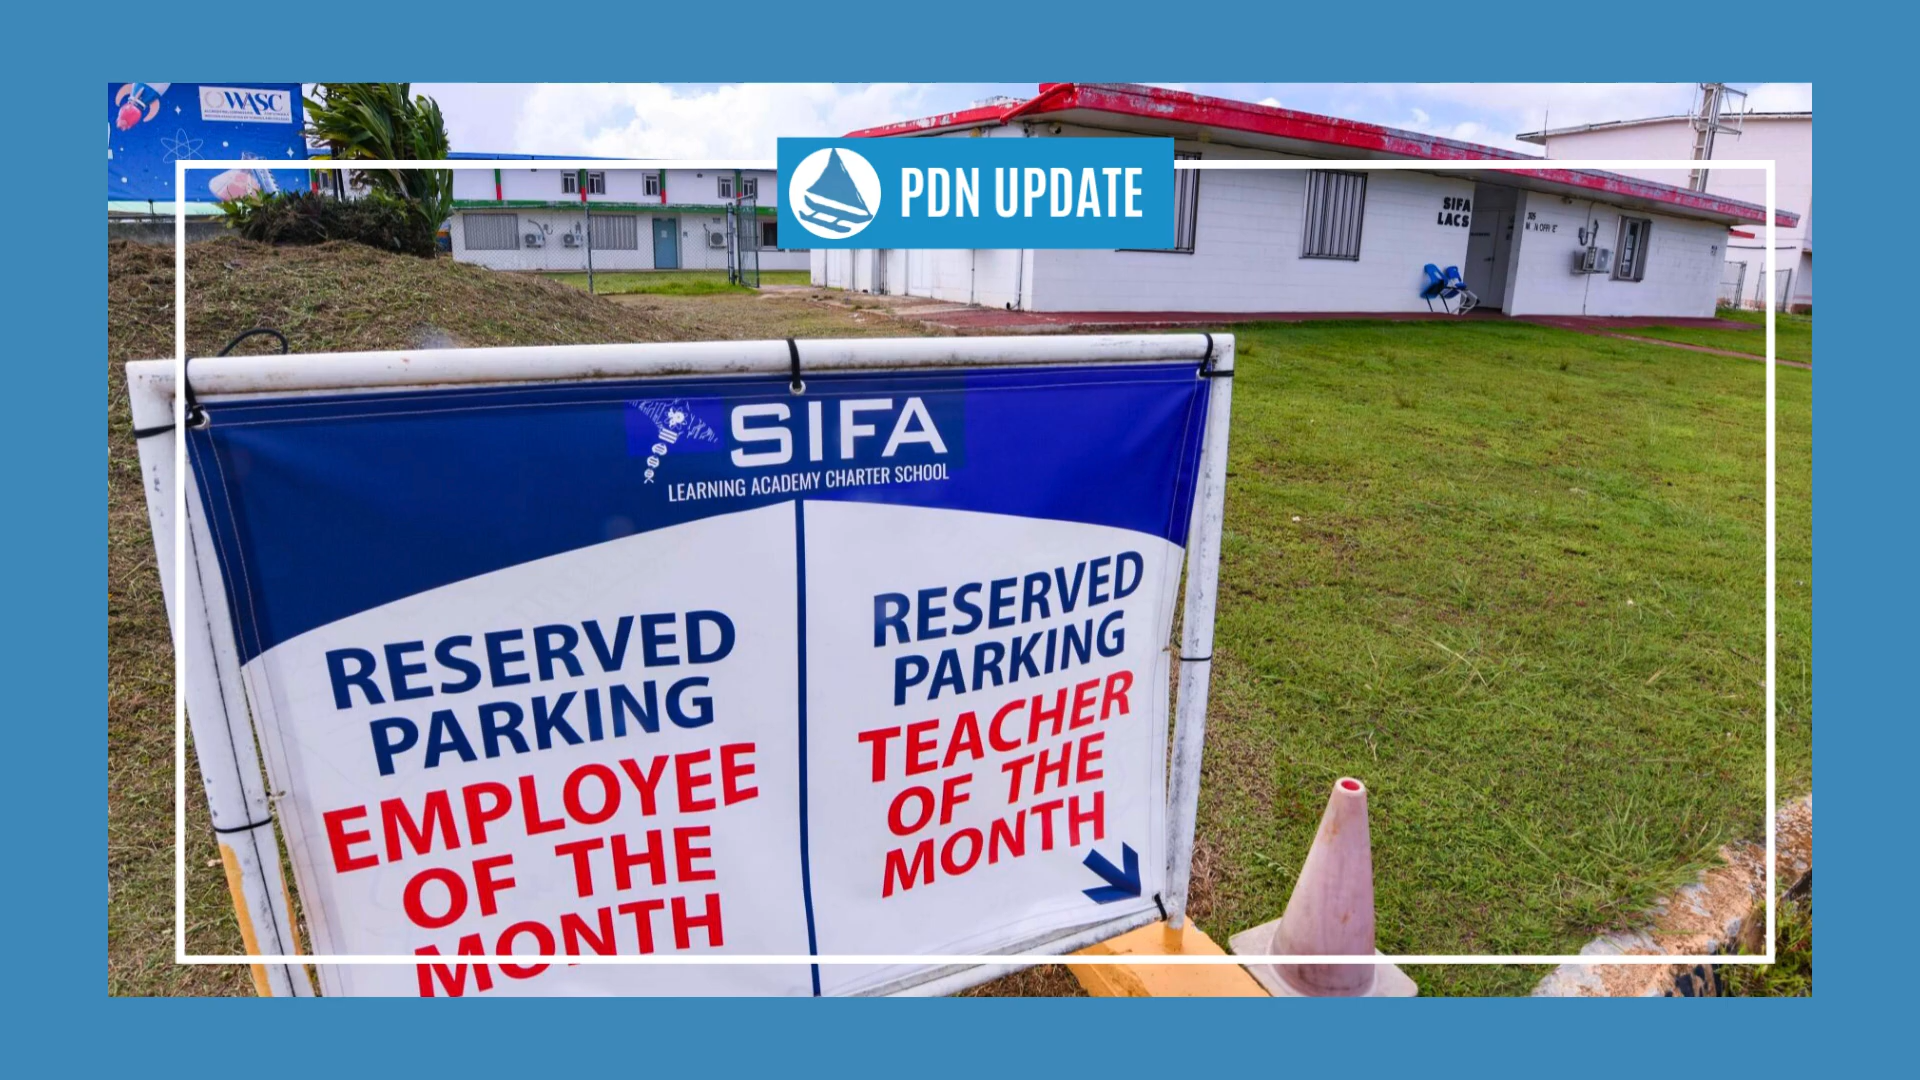 WASC
PDN UPDATE
SIFA
LACS
SIFA
LEARNING ACADEMY CHARTER SCHOOL
RESERVED
PARKING
EMPLOYEE
OF THE
MONTH
RESERVED
PARKING
TEACHER
OF THE
MONTH